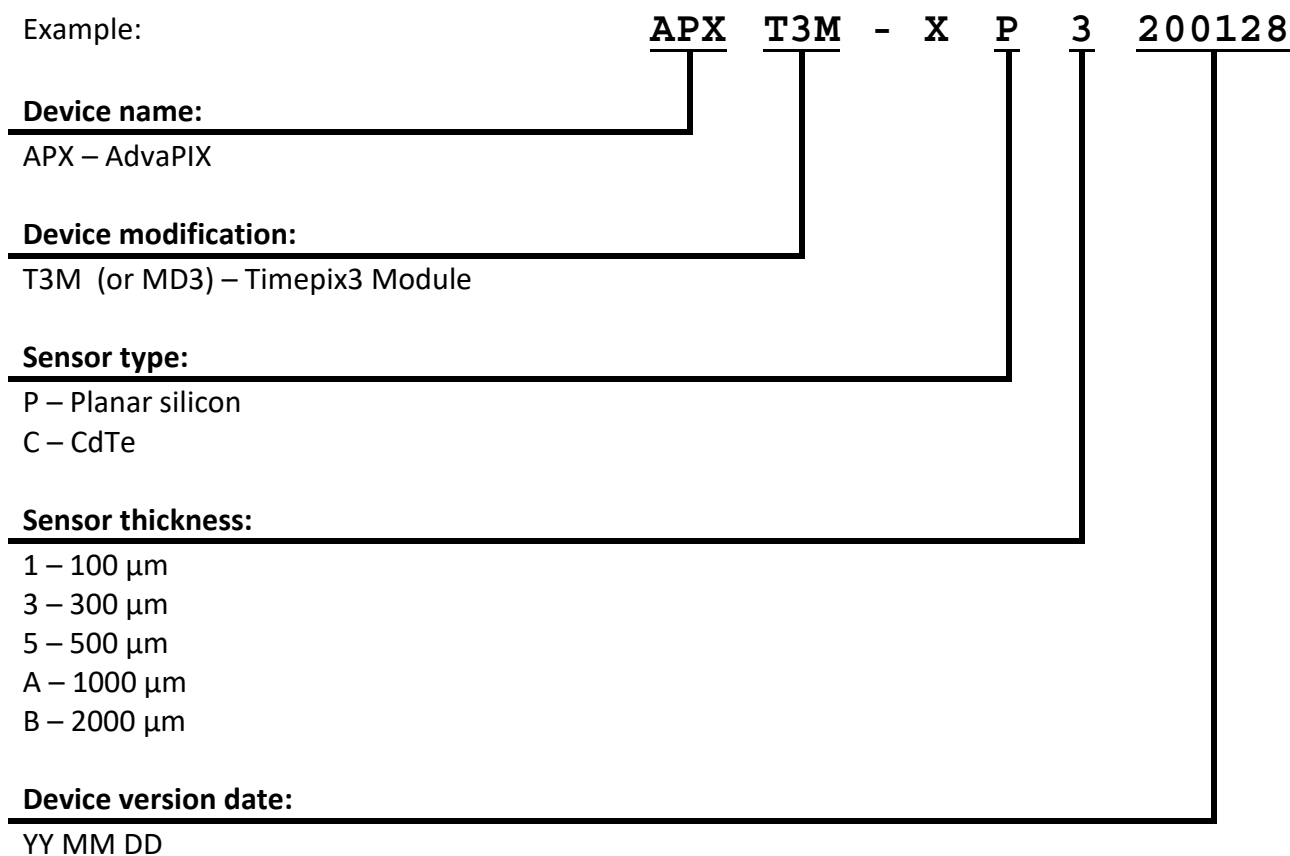 Example: APX T3M - X P 3 200128
Device name:
APX – AdvaPIX
Device modification:
T3M (or MD3) – Timepix3 Module
Sensor type:
P – Planar silicon
C – CdTe
Sensor thickness:
1 – 100 µm
3 – 300 µm
5 – 500 µm
A – 1000 µm
B – 2000 µm
Device version date:
YY MM DD